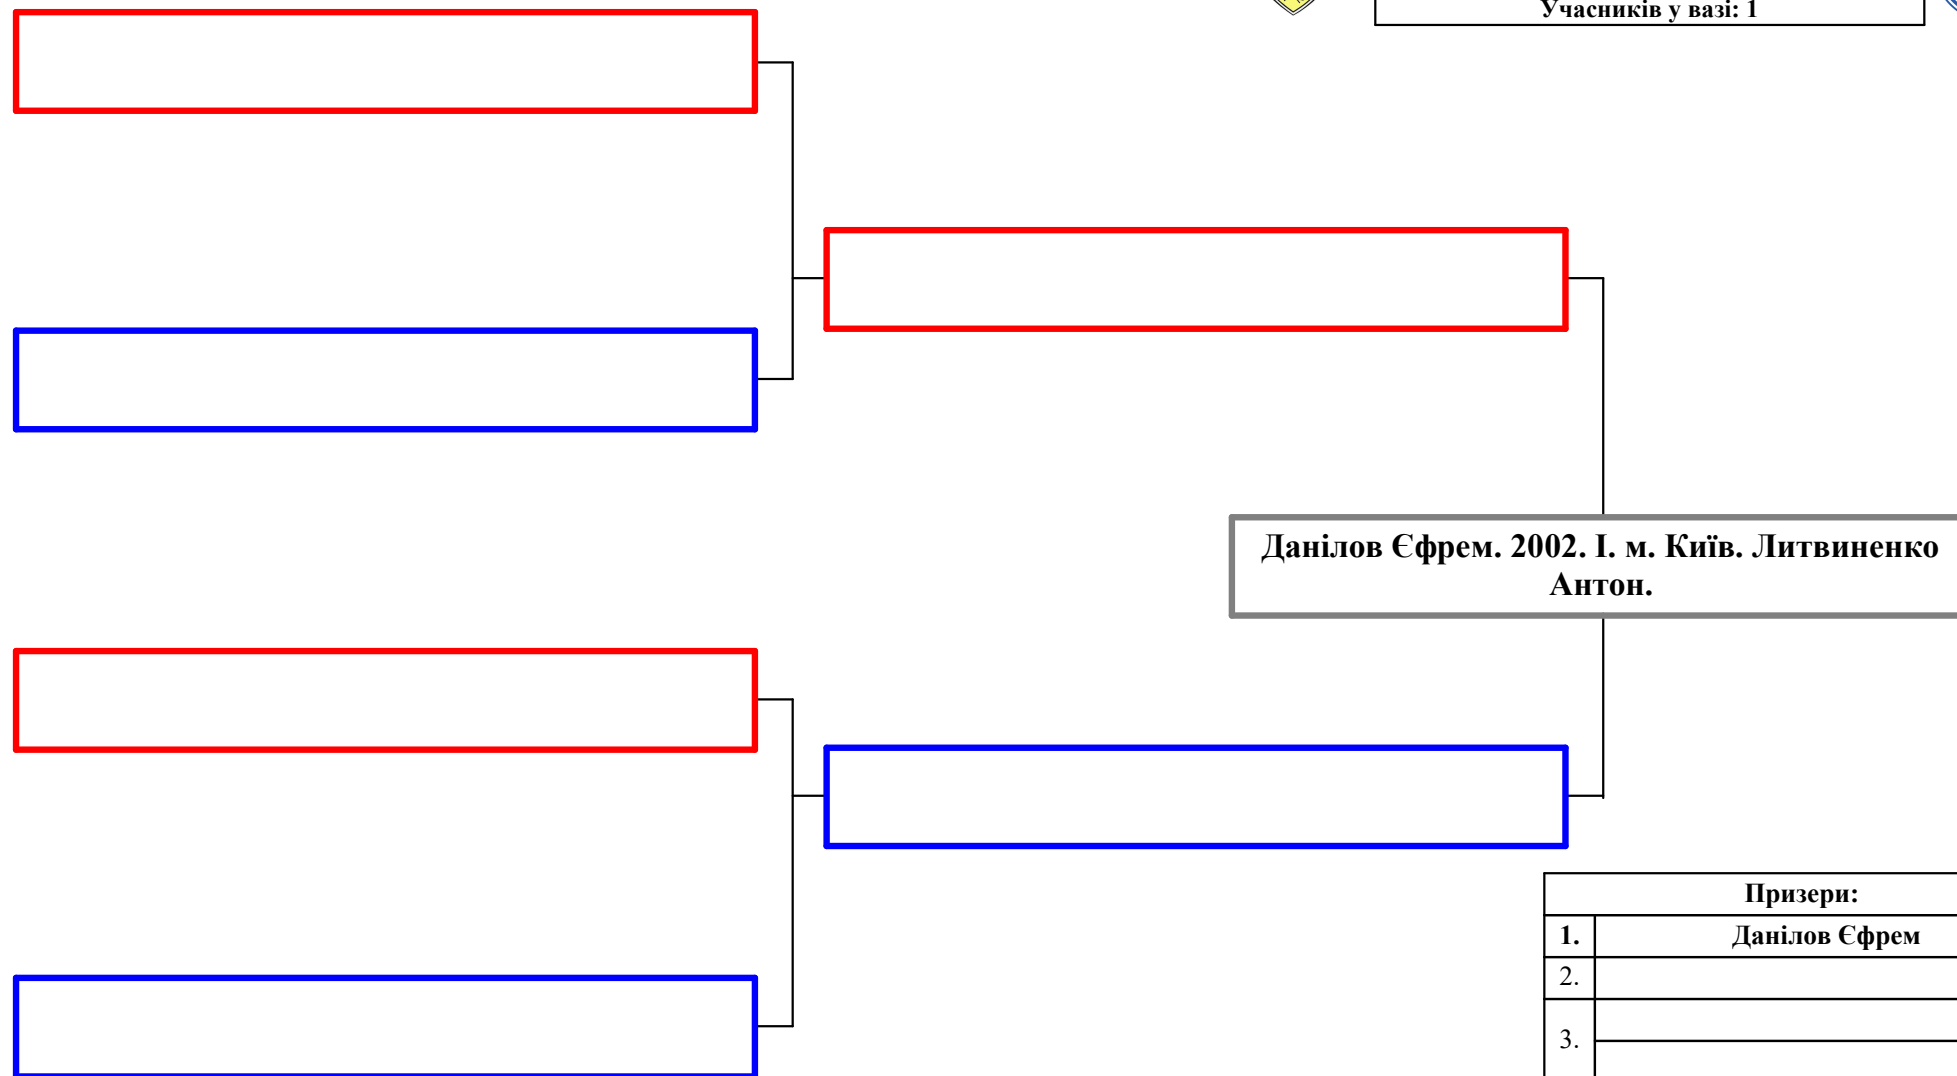 Учасників у вазі: 1
Данілов Єфрем. 2002. І. м. Київ. Литвиненко
Антон.
Призери:
1. Данілов Єфрем
2.
3.